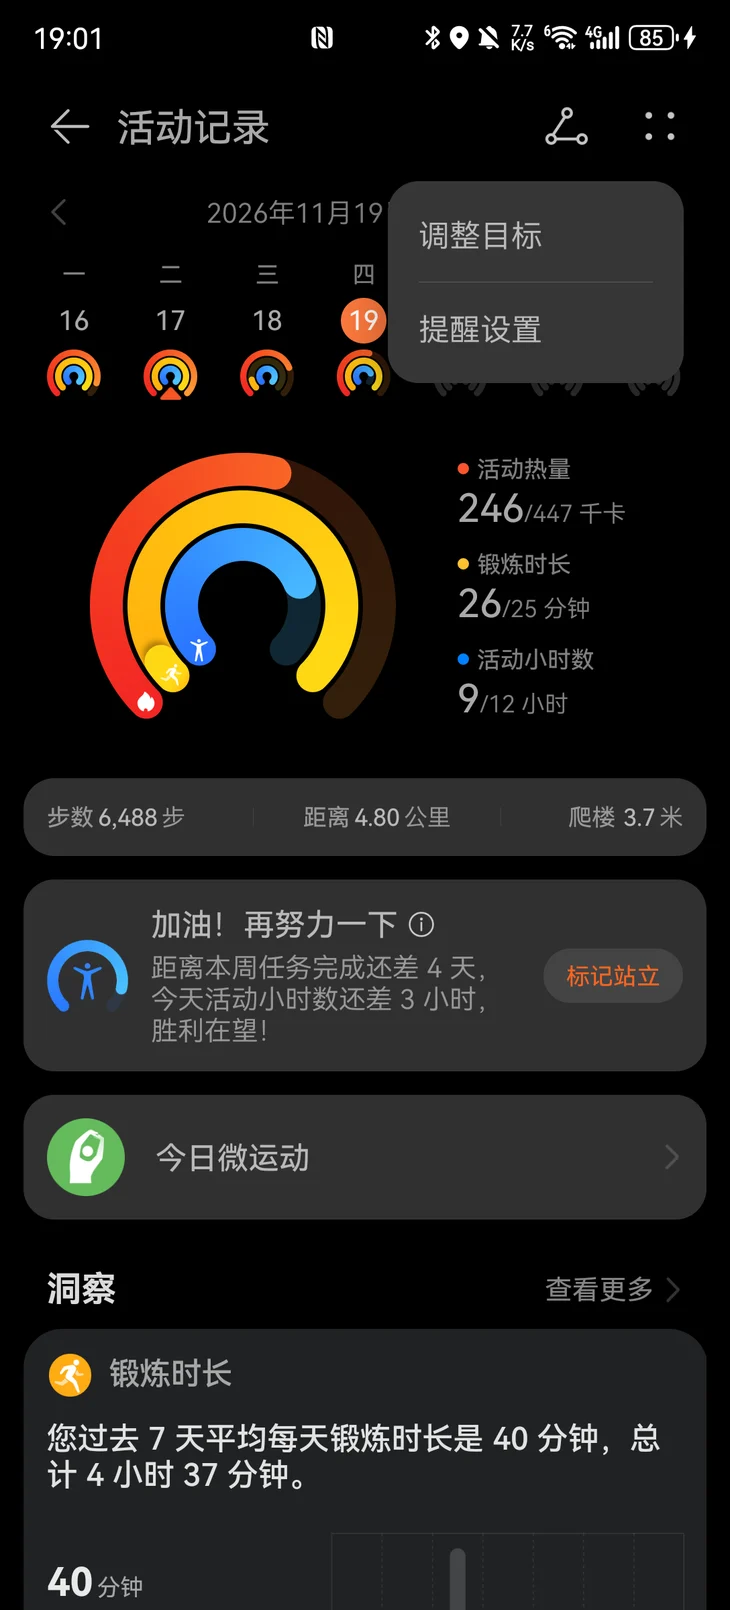 19:01
7.7 K/s
6
4G
85
活动记录
2026年11月19
调整目标
提醒设置
一 二 三 四
16 17 18 19
活动热量
246/447 千卡
锻炼时长
26/25 分钟
活动小时数
9/12 小时
步数 6,488 步 距离 4.80 公里 爬楼 3.7 米
加油！再努力一下
距离本周任务完成还差 4 天，
今天活动小时数还差 3 小时，
胜利在望！
标记站立
今日微运动
洞察
查看更多
锻炼时长
您过去 7 天平均每天锻炼时长是 40 分钟，总
计 4 小时 37 分钟。
40 分钟